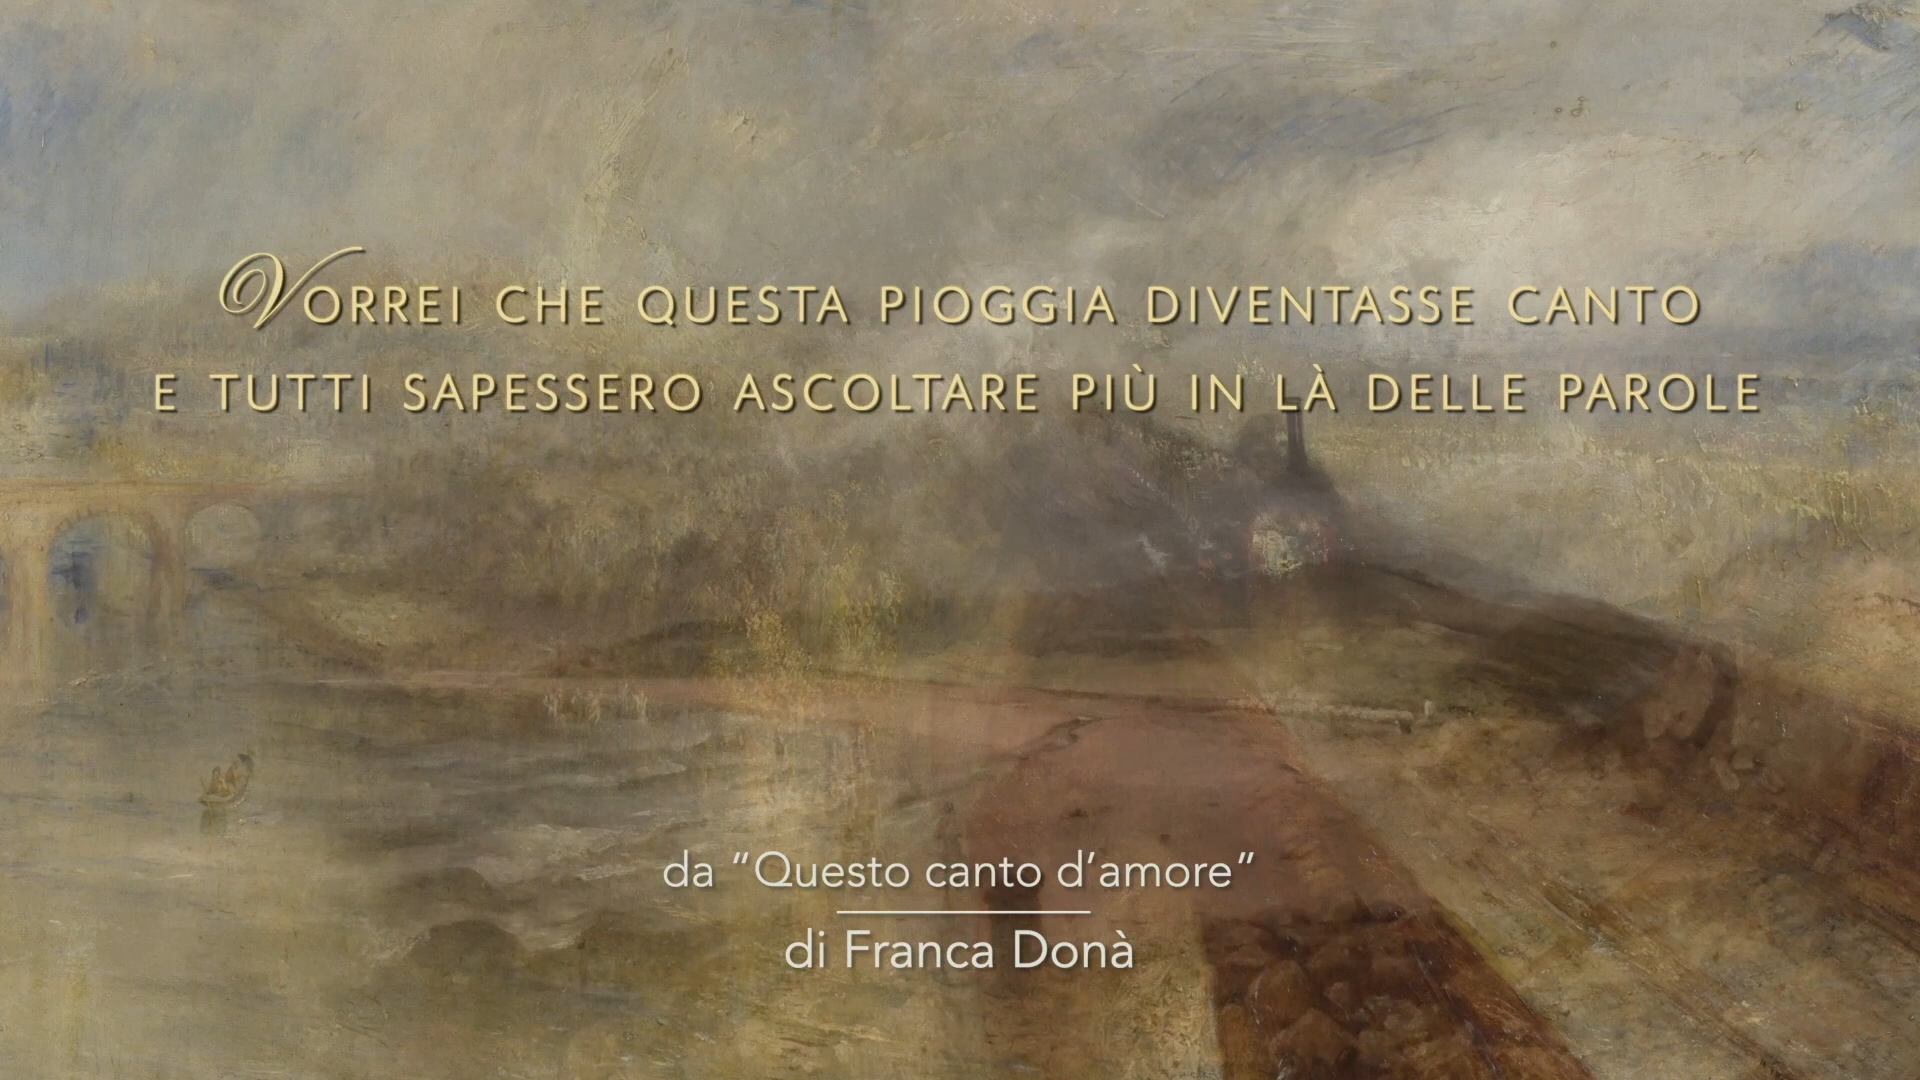 Vorrei che questa pioggia diventasse canto
e tutti sapessero ascoltare più in là delle parole
da “Questo canto d’amore”
di Franca Donà